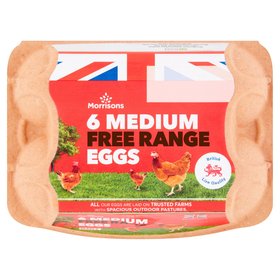 Morrisons
6 MEDIUM
FREE RANGE
EGGS
British
Lion Quality
ALL OUR EGGS ARE LAID ON TRUSTED FARMS
WITH SPACIOUS OUTDOOR PASTURES.
6 MEDIUM